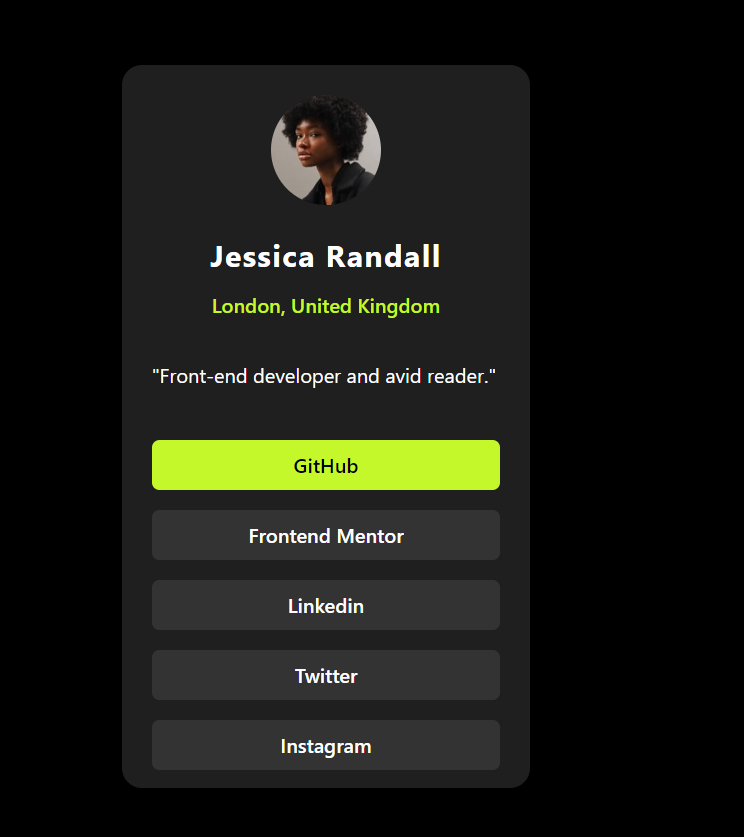 Jessica Randall
London, United Kingdom
"Front-end developer and avid reader."
GitHub
Frontend Mentor
Linkedin
Twitter
Instagram